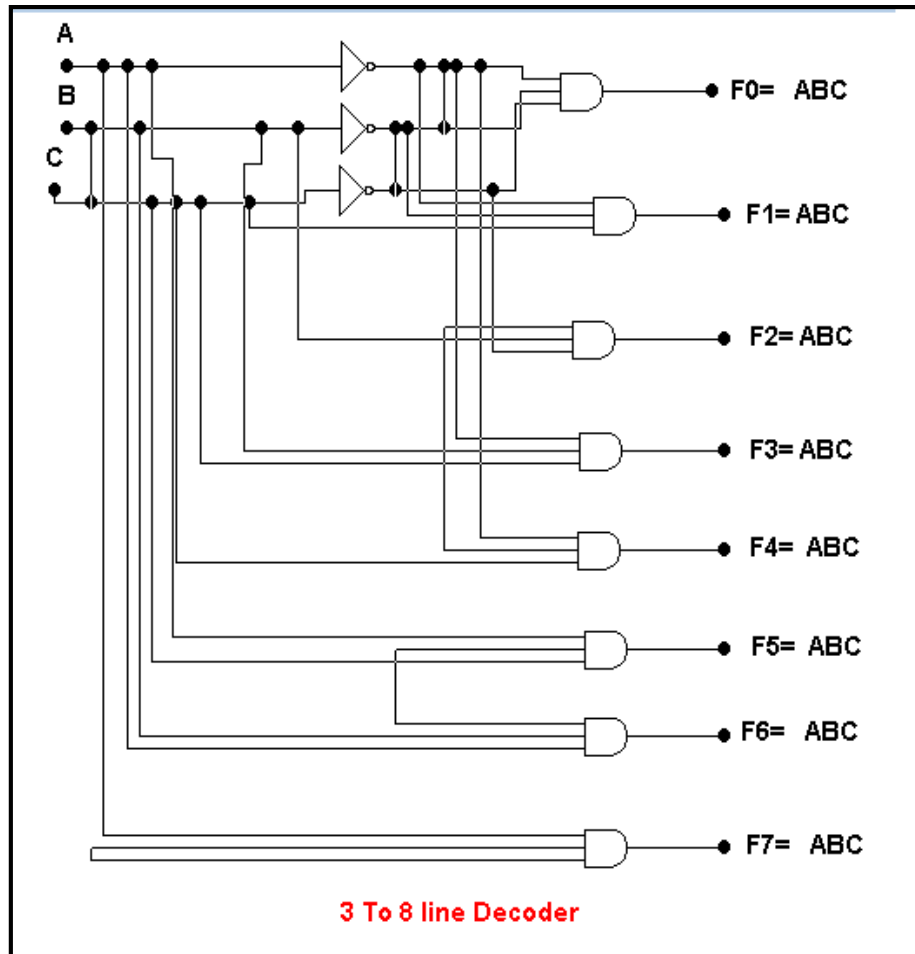 A
B
C
F0= ABC
F1= ABC
F2= ABC
F3= ABC
F4= ABC
F5= ABC
F6= ABC
F7= ABC
3 To 8 line Decoder